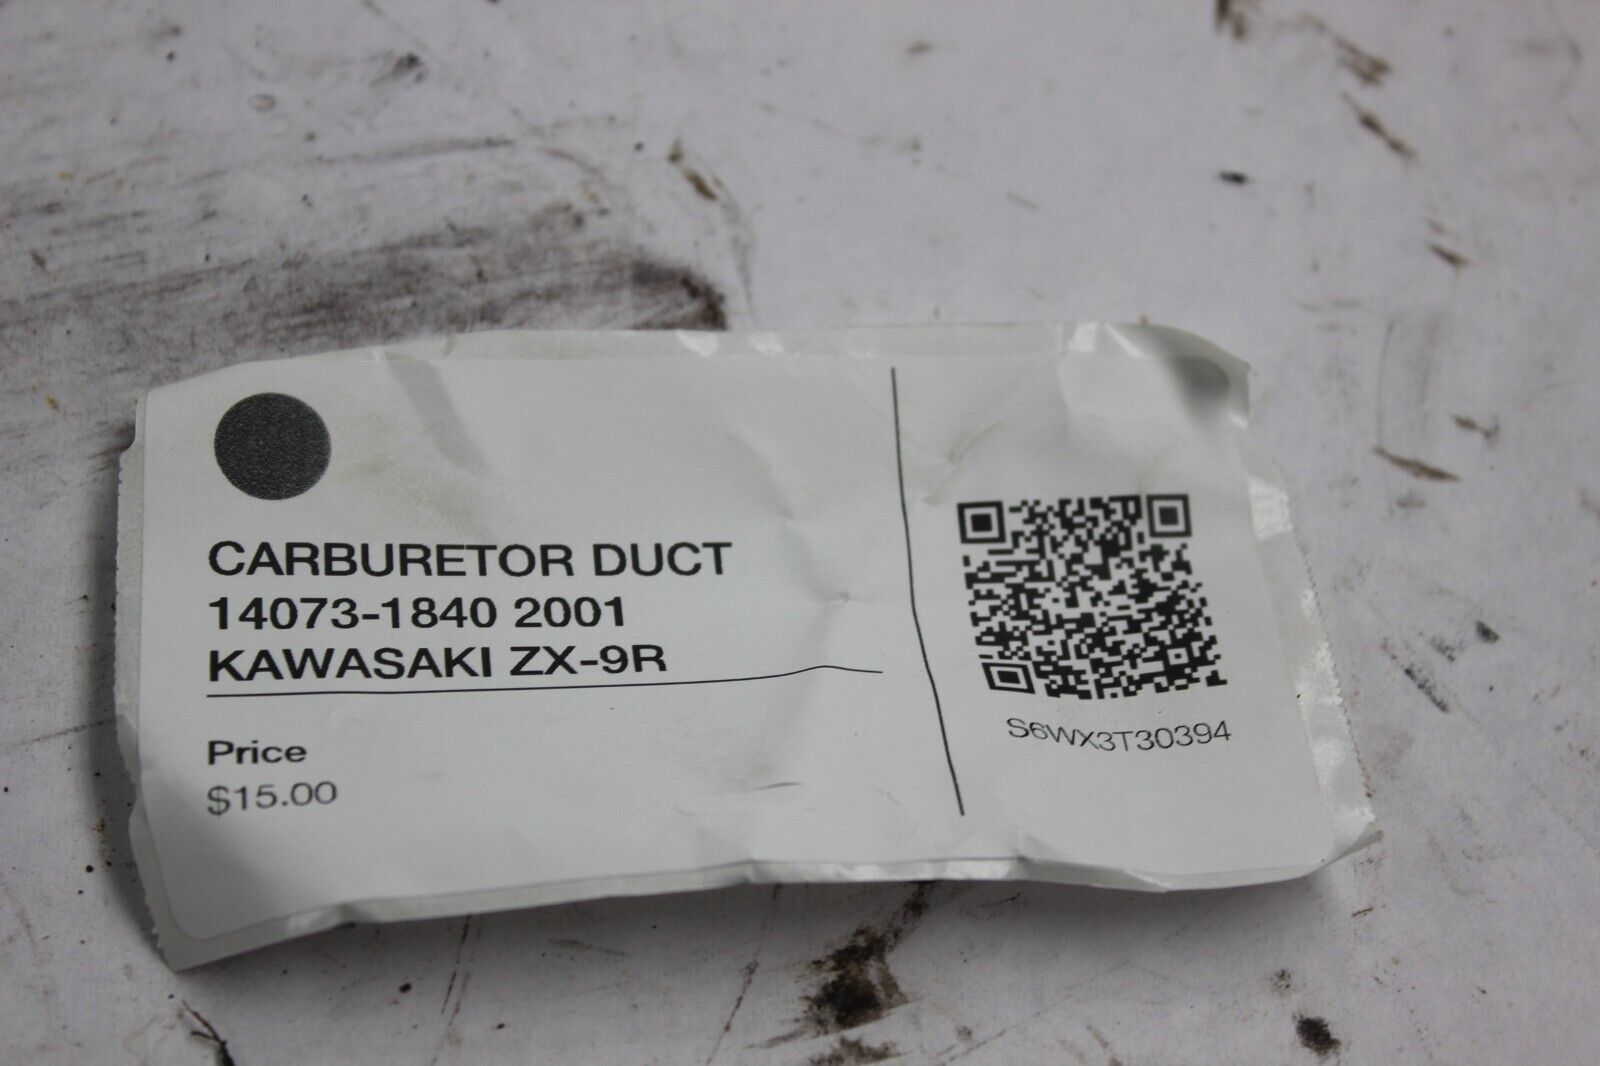 CARBURETOR DUCT
14073-1840 2001
KAWASAKI ZX-9R
Price
$15.00
S6WX3T30394